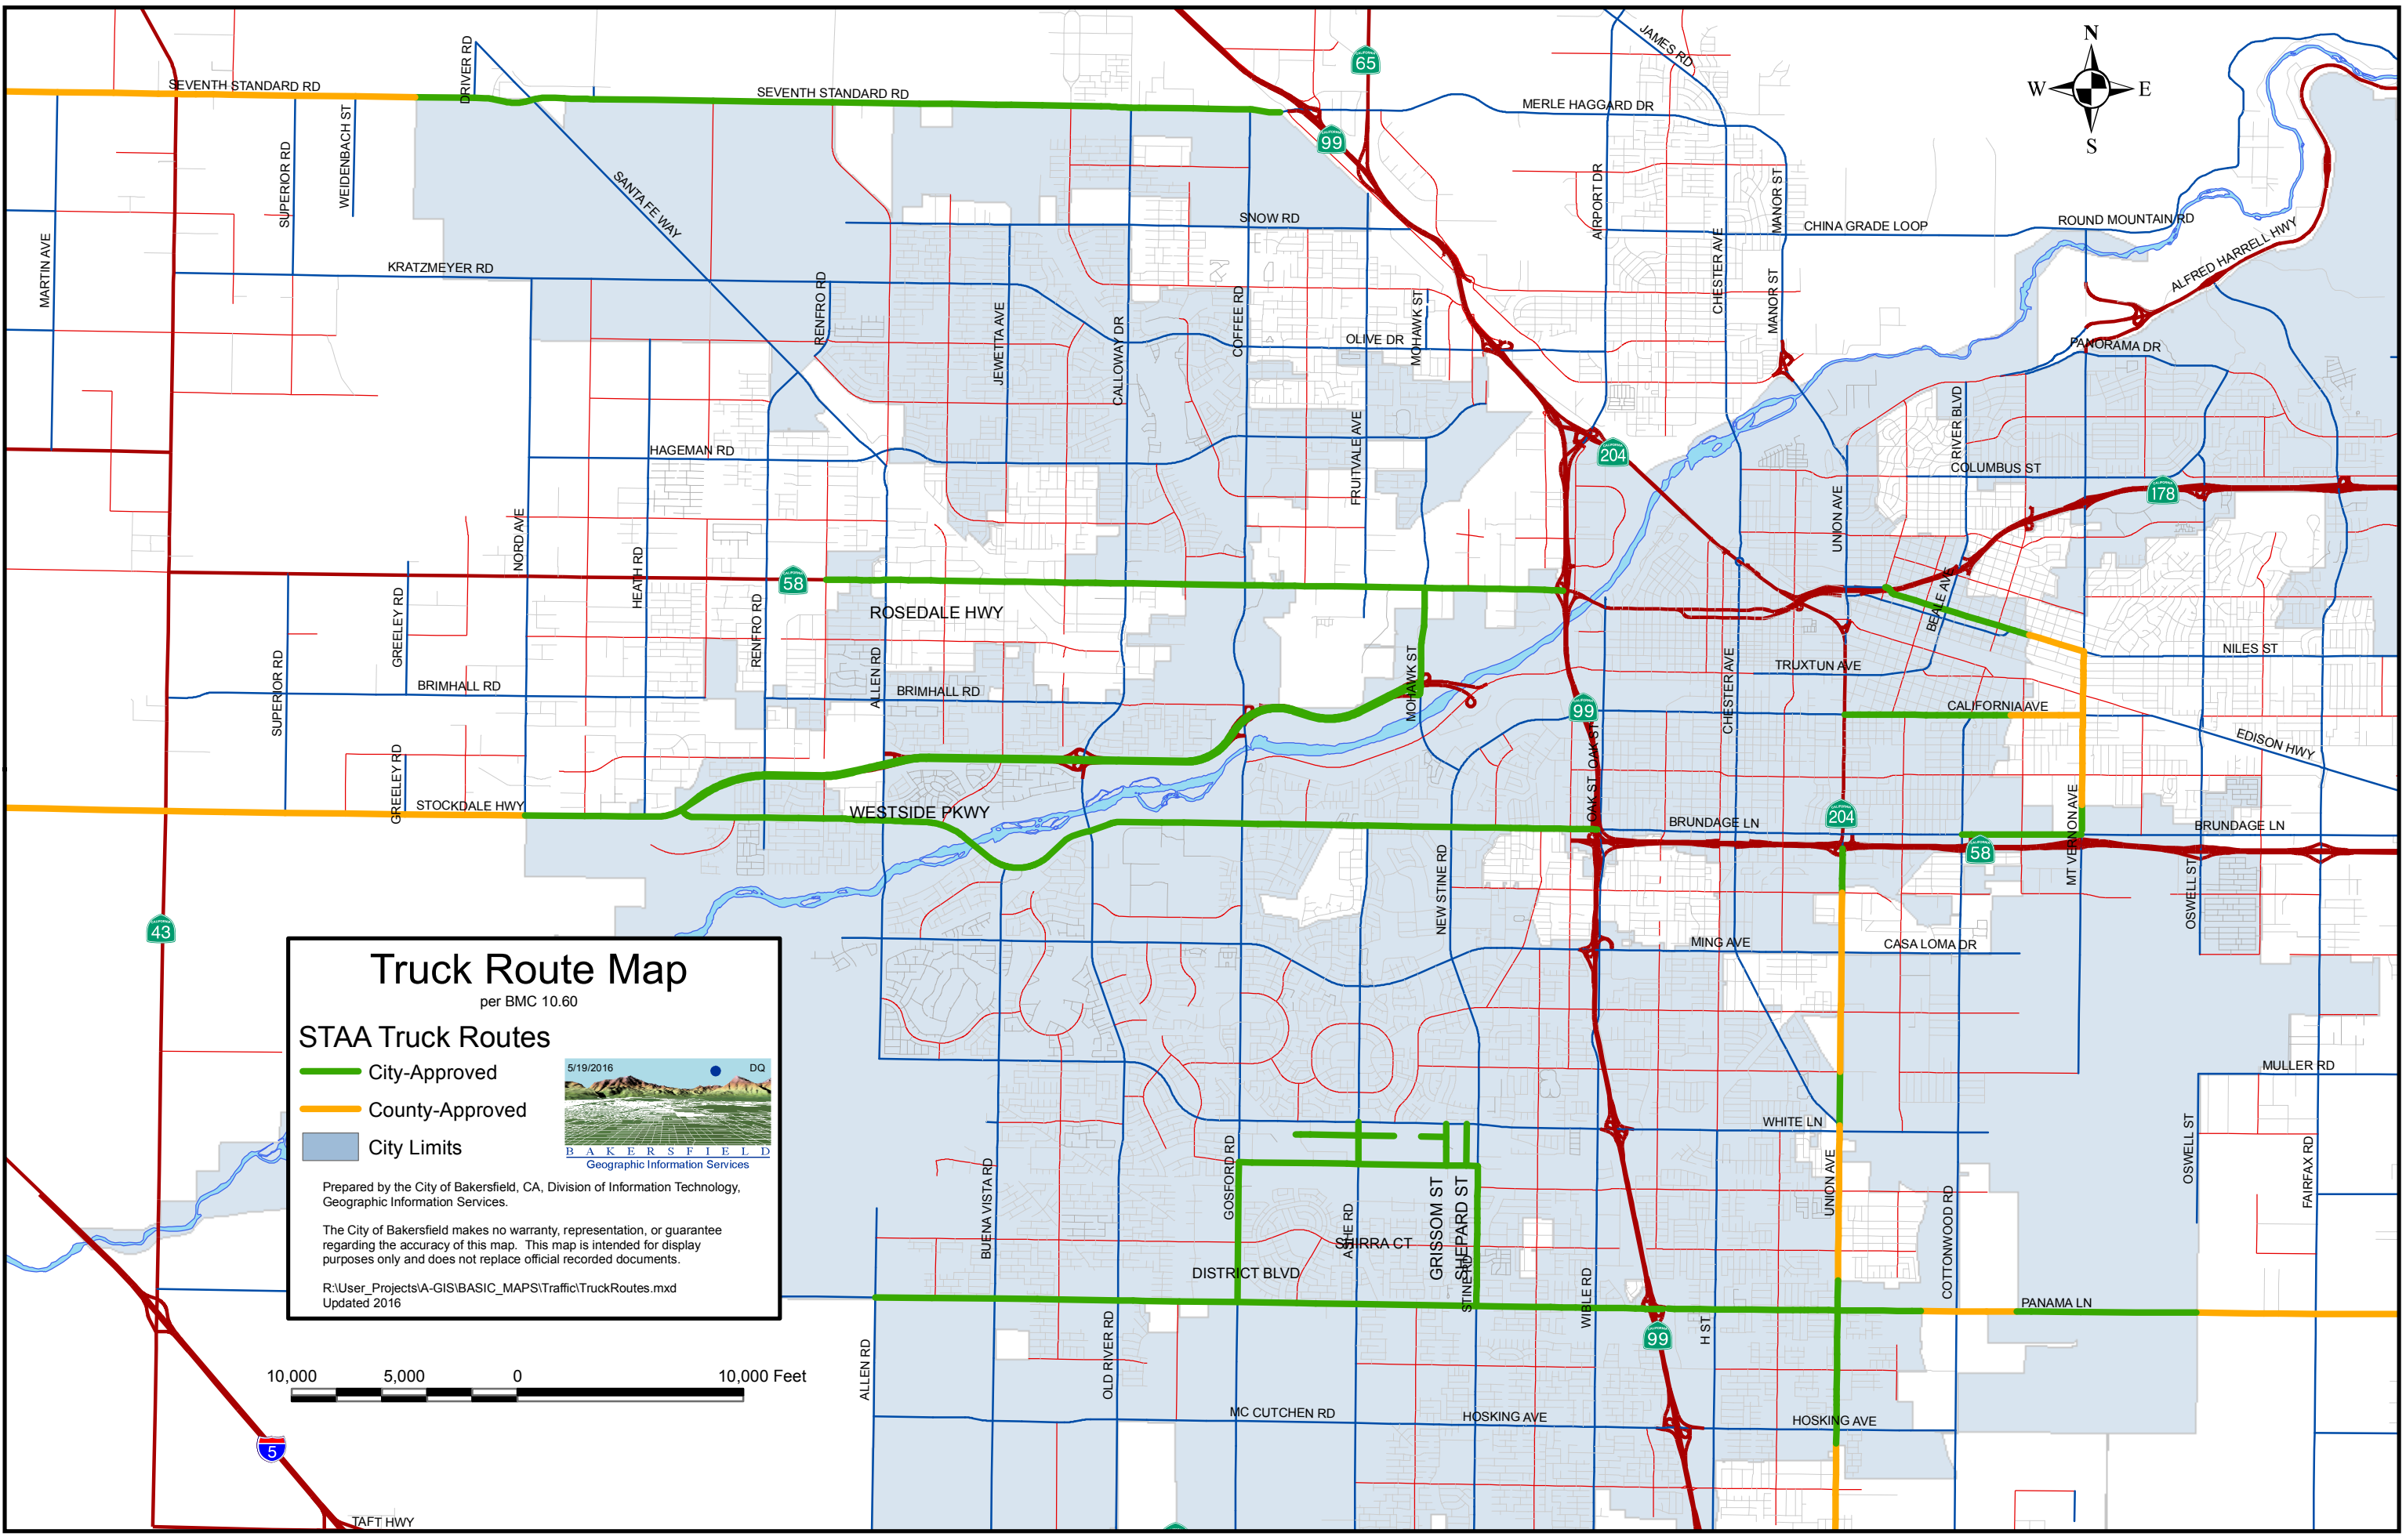 JAMES RD
N
W E
S
65
DRIVER RD
SEVENTH STANDARD RD
SEVENTH STANDARD RD
MERLE HAGGARD DR
99
SUPERIOR RD
WEIDENBACH ST
SANTA FE WAY
AIRPORT DR
MANOR ST
SNOW RD
CHINA GRADE LOOP
ROUND MOUNTAIN RD
ALFRED HARRELL HWY
MARTIN AVE
KRATZMEYER RD
RENFRO RD
JEWETTA AVE
CALLOWAY DR
COFFEE RD
OLIVE DR
MOHAWK ST
CHESTER AVE
MANOR ST
PANORAMA DR
FRUITVALE AVE
RIVER BLVD
HAGEMAN RD
204
COLUMBUS ST
178
UNION AVE
NORD AVE
HEATH RD
58
GREELEY RD
RENFRO RD
ROSEDALE HWY
BEALE AVE
NILES ST
TRUXTUN AVE
SUPERIOR RD
BRIMHALL RD
ALLEN RD
BRIMHALL RD
MOHAWK ST
99
CHESTER AVE
CALIFORNIA AVE
EDISON HWY
OAK ST
OAK ST
GREELEY RD
STOCKDALE HWY
WESTSIDE PKWY
BRUNDAGE LN
204
58
MT VERNON AVE
BRUNDAGE LN
NEW STINE RD
OSWELL ST
43
MING AVE
CASA LOMA DR
Truck Route Map
per BMC 10.60
STAA Truck Routes
City-Approved
County-Approved
City Limits
5/19/2016 DQ
BAKERSFIELD
Geographic Information Services
Prepared by the City of Bakersfield, CA, Division of Information Technology,
Geographic Information Services.
The City of Bakersfield makes no warranty, representation, or guarantee
regarding the accuracy of this map. This map is intended for display
purposes only and does not replace official recorded documents.
R:\User_Projects\A-GIS\BASIC_MAPS\Traffic\TruckRoutes.mxd
Updated 2016
MULLER RD
WHITE LN
BUENA VISTA RD
GOSFORD RD
ASHE RD
SHIRRA CT
GRISSOM ST
SHEPARD ST
STINE RD
UNION AVE
COTTONWOOD RD
OSWELL ST
FAIRFAX RD
DISTRICT BLVD
WIBLE RD
PANAMA LN
99
H ST
OLD RIVER RD
ALLEN RD
10,000 5,000 0 10,000 Feet
MC CUTCHEN RD
HOSKING AVE
HOSKING AVE
5
TAFT HWY